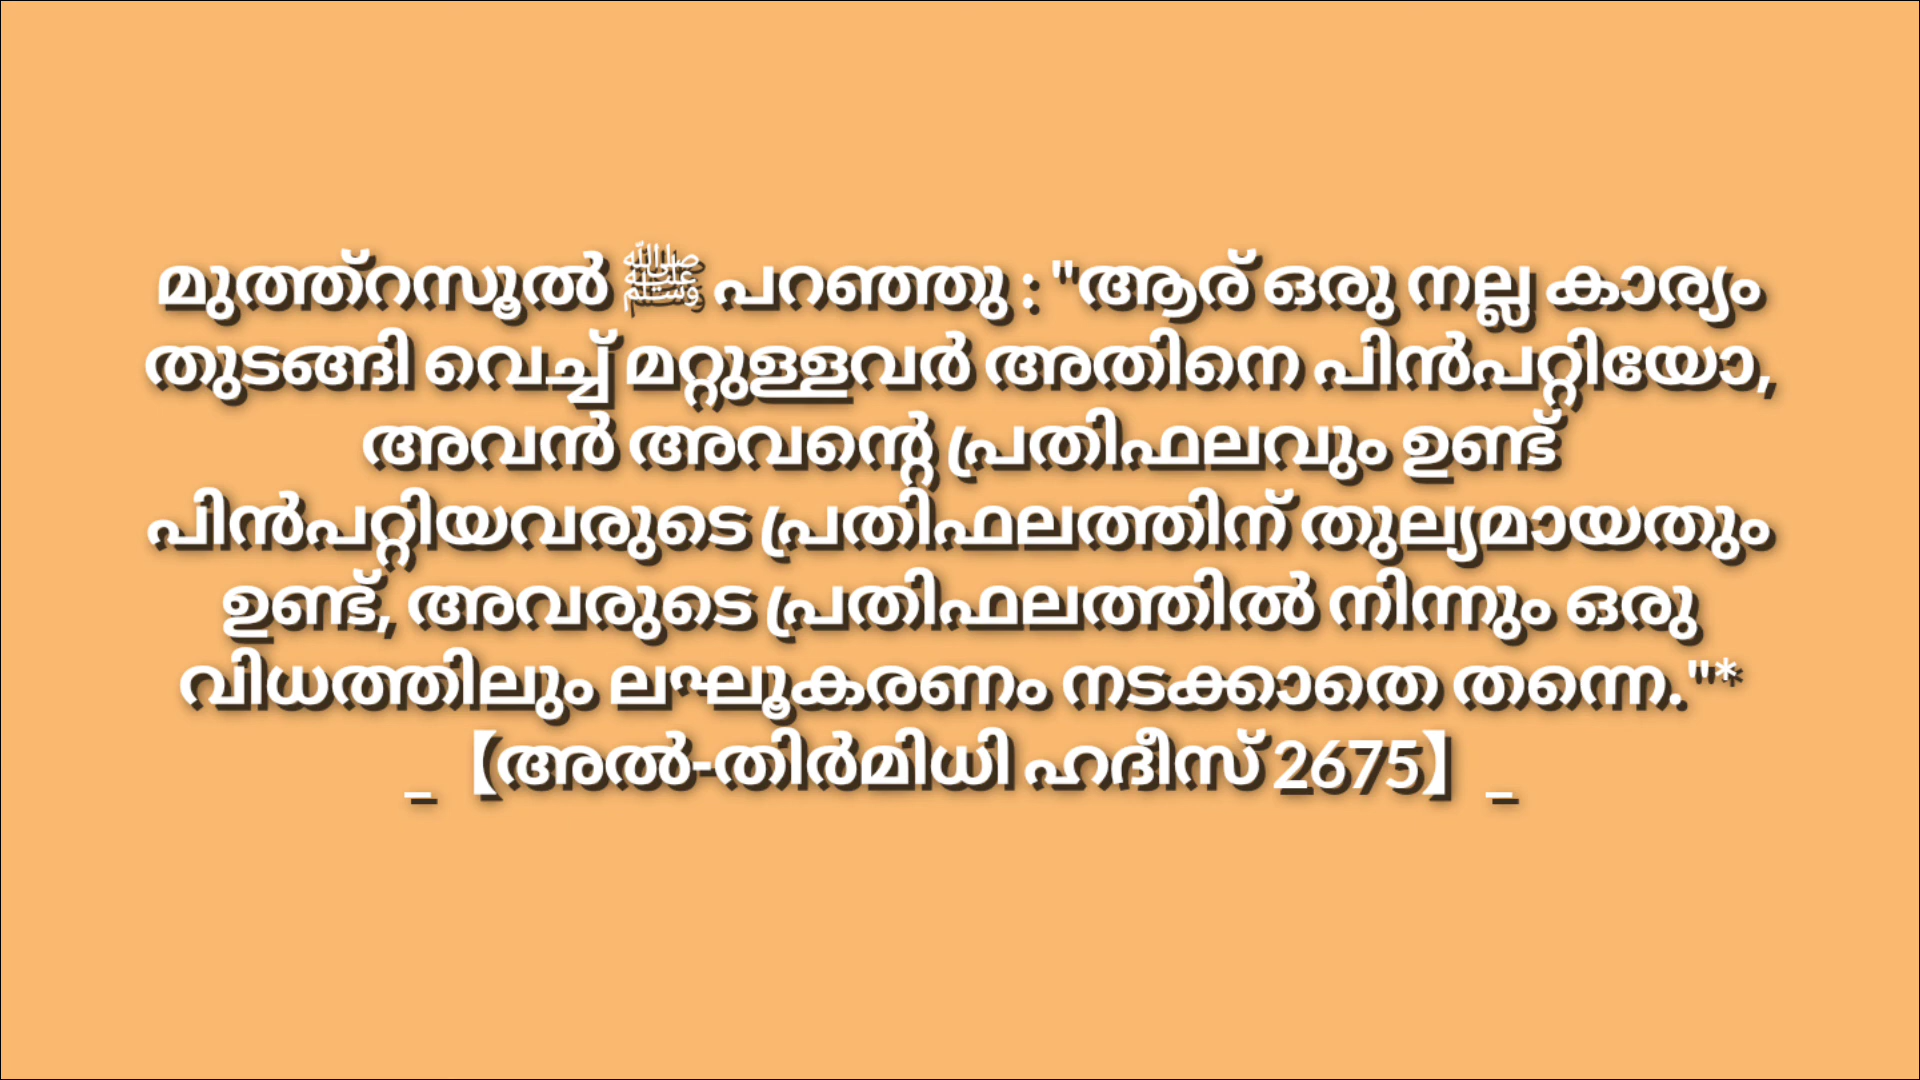 മുത്ത്റസൂൽ ﷺ പറഞ്ഞു : "ആര് ഒരു നല്ല കാര്യം
തുടങ്ങി വെച്ച് മറ്റുള്ളവർ അതിനെ പിൻപറ്റിയോ,
അവൻ അവന്റെ പ്രതിഫലവും ഉണ്ട്
പിൻപറ്റിയവരുടെ പ്രതിഫലത്തിന് തുല്യമായതും
ഉണ്ട്, അവരുടെ പ്രതിഫലത്തിൽ നിന്നും ഒരു
വിധത്തിലും ലഘൂകരണം നടക്കാതെ തന്നെ."*
_【അൽ-തിർമിധി ഹദീസ് 2675】_